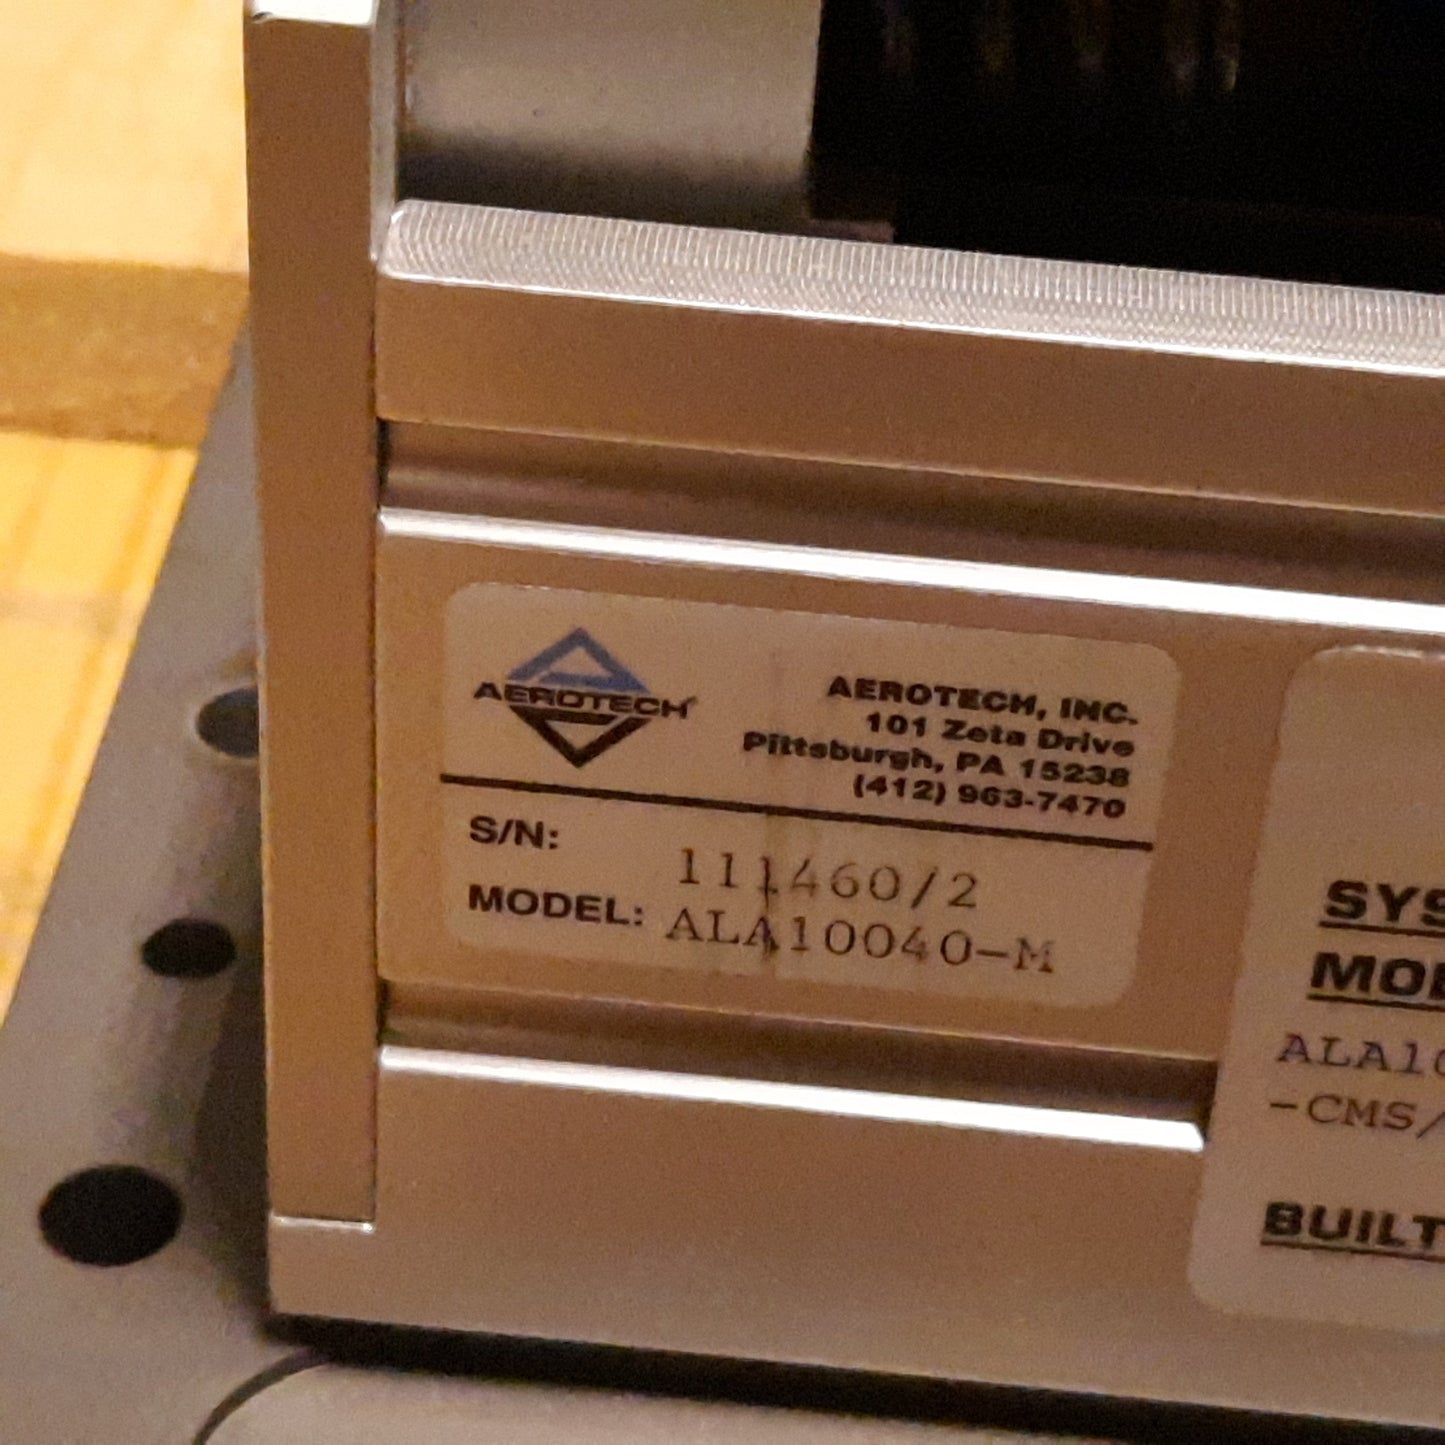 AEROTECH®
AEROTECH, INC.
101 Zeta Drive
Pittsburgh, PA 15238
(412) 963-7470
S/N: 111460/2
MODEL: ALA10040-M
SYS
MOD
ALA10
-CMS/
BUILT